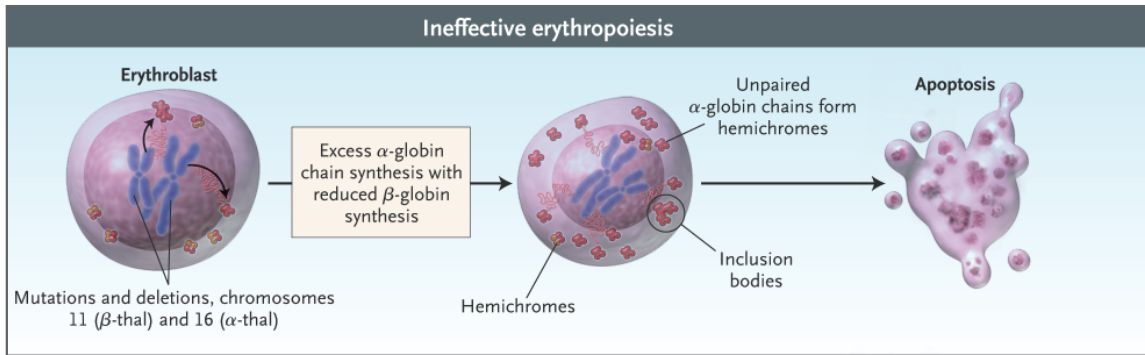 Ineffective erythropoiesis
Erythroblast
Mutations and deletions, chromosomes
11 (β-thal) and 16 (α-thal)
Excess α-globin
chain synthesis with
reduced β-globin
synthesis
Unpaired
α-globin chains form
hemichromes
Hemichromes
Inclusion
bodies
Apoptosis